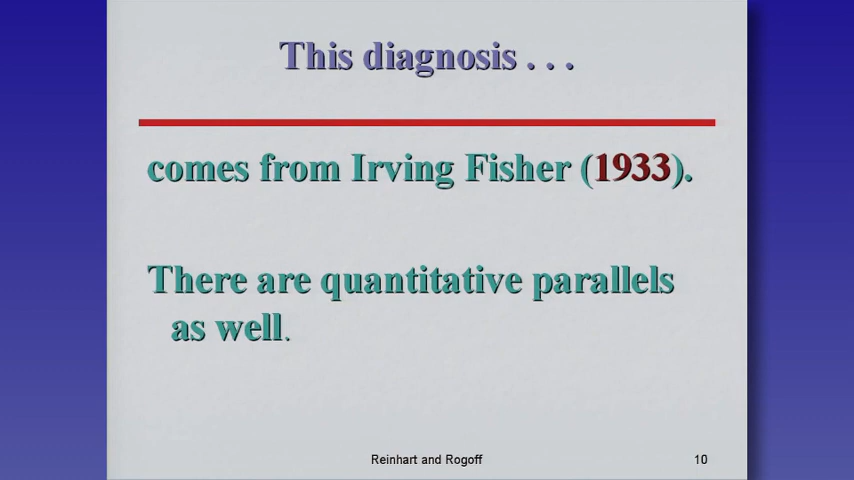 This diagnosis . . .
comes from Irving Fisher (1933).
There are quantitative parallels
as well.
Reinhart and Rogoff
10